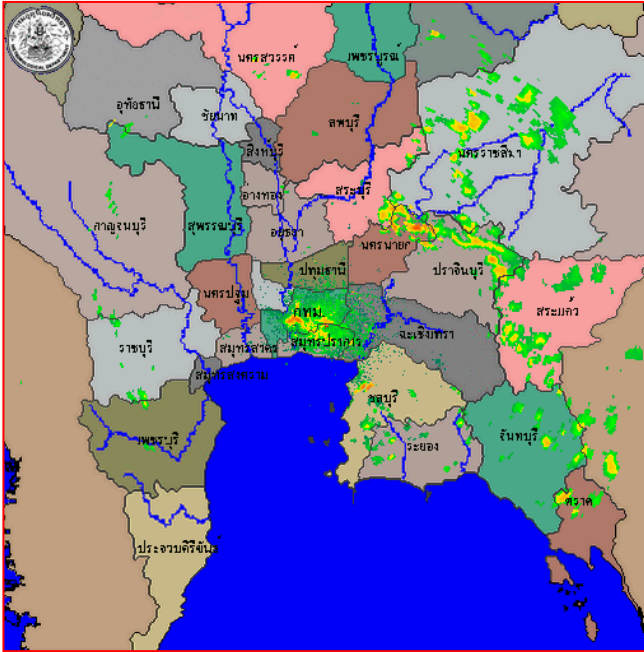 นครสวรรค์
เพชรบูรณ์
อุทัยธานี
ชัยนาท
ลพบุรี
สิงห์บุรี
นครราชสีมา
อ่างทอง
สระบุรี
กาญจนบุรี
สุพรรณบุรี
อยุธยา
นครนายก
ปทุมธานี
ปราจีนบุรี
นครปฐม
กทม.
สระแก้ว
ฉะเชิงเทรา
ราชบุรี
สมุทรสาคร
สมุทรปราการ
สมุทรสงคราม
ชลบุรี
เพชรบุรี
ระยอง
จันทบุรี
ตราด
ประจวบคีรีขันธ์